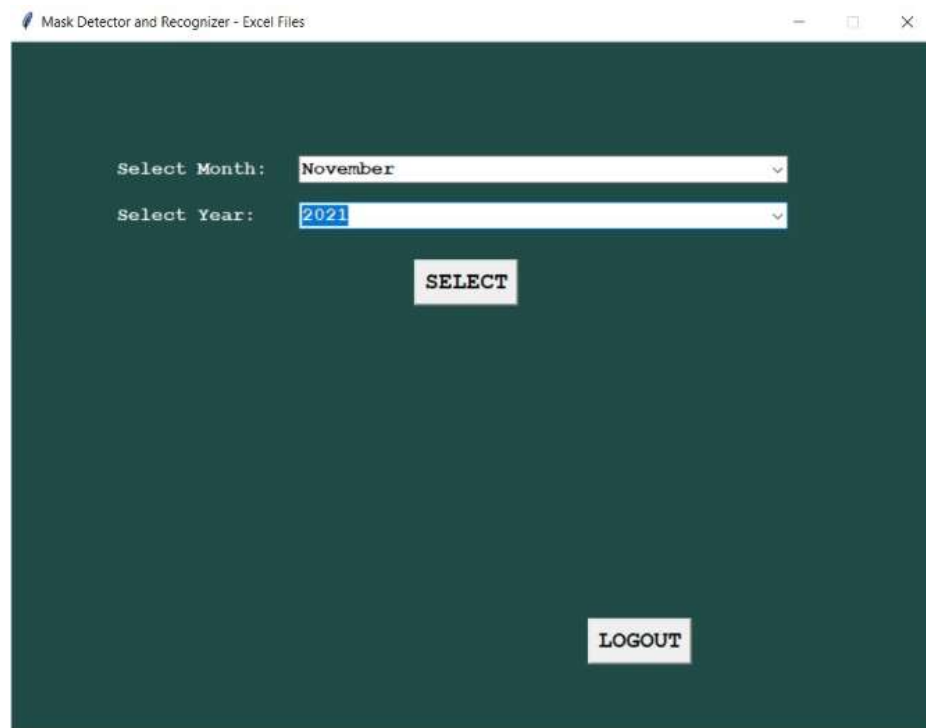 Mask Detector and Recognizer - Excel Files
Select Month: November
Select Year: 2021
SELECT
LOGOUT